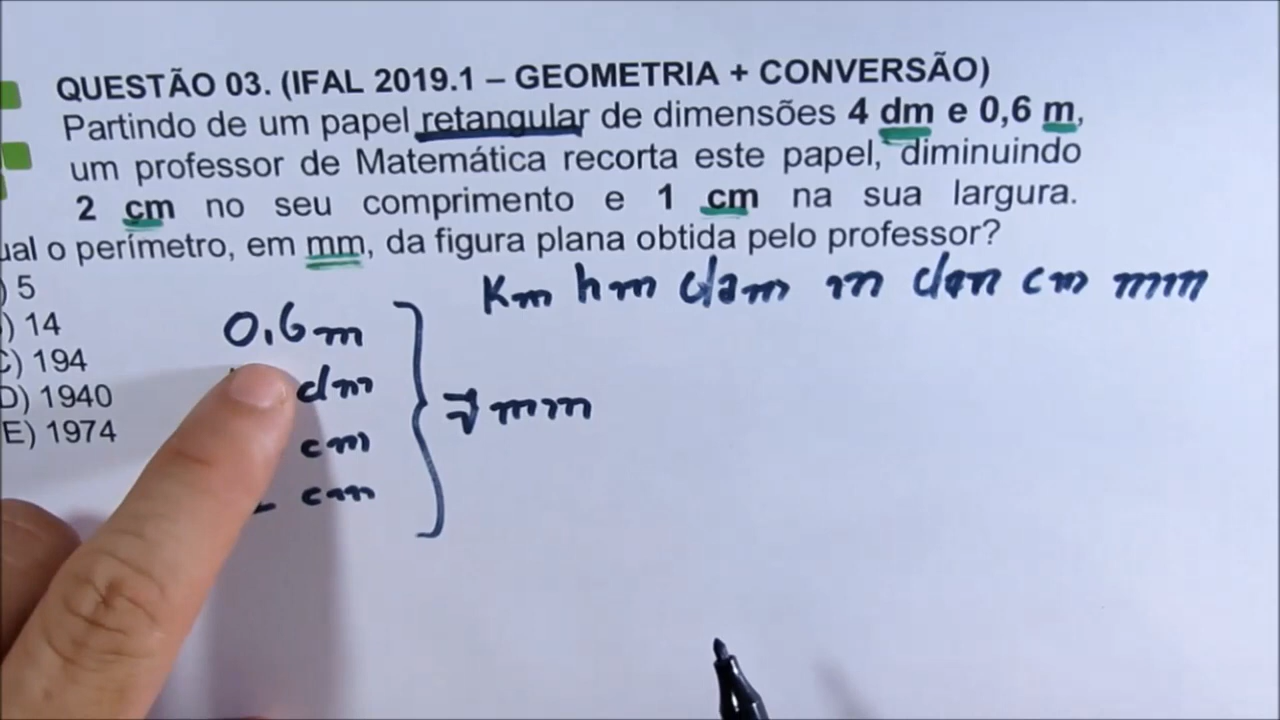 QUESTÃO 03. (IFAL 2019.1 – GEOMETRIA + CONVERSÃO)
Partindo de um papel retangular de dimensões 4 dm e 0,6 m,
um professor de Matemática recorta este papel, diminuindo
2 cm no seu comprimento e 1 cm na sua largura.
ual o perímetro, em mm, da figura plana obtida pelo professor?
) 5
) 14
C) 194
D) 1940
E) 1974
Km hm dam m dm cm mm
0,6 m
dm
cm
cm
mm